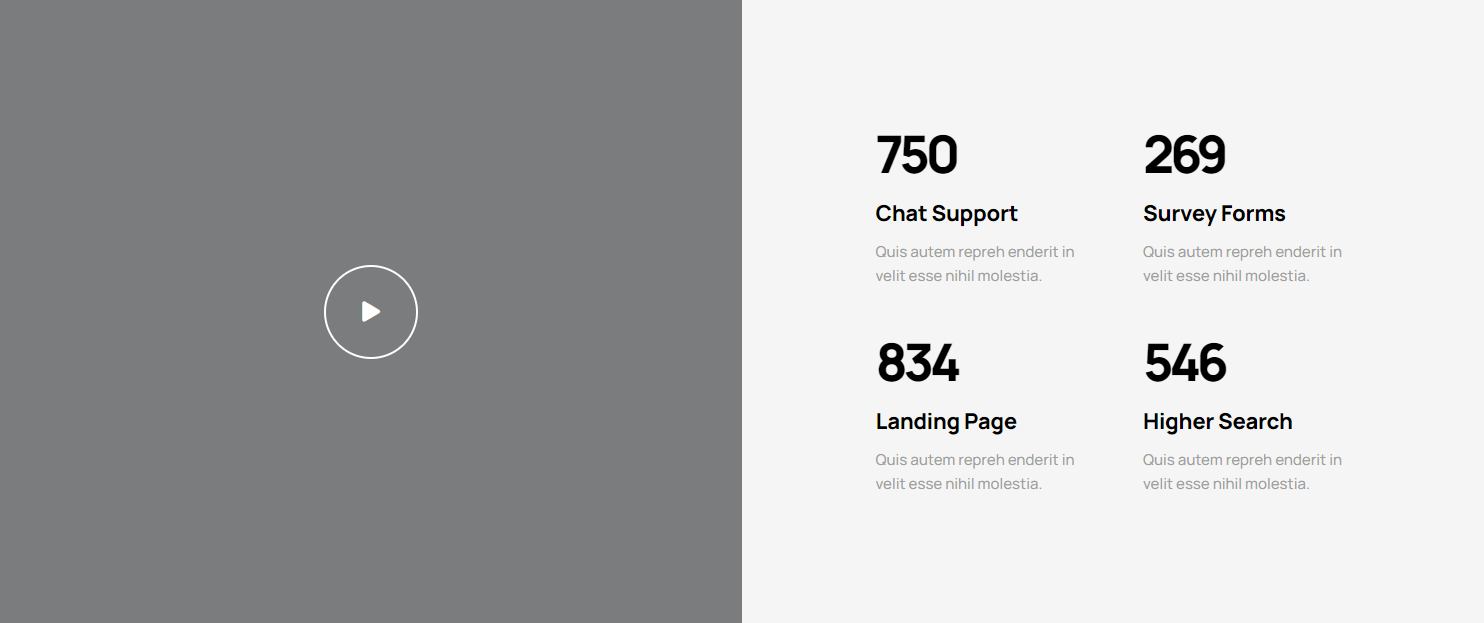 750
Chat Support
Quis autem repreh enderit in
velit esse nihil molestia.
269
Survey Forms
Quis autem repreh enderit in
velit esse nihil molestia.
834
Landing Page
Quis autem repreh enderit in
velit esse nihil molestia.
546
Higher Search
Quis autem repreh enderit in
velit esse nihil molestia.